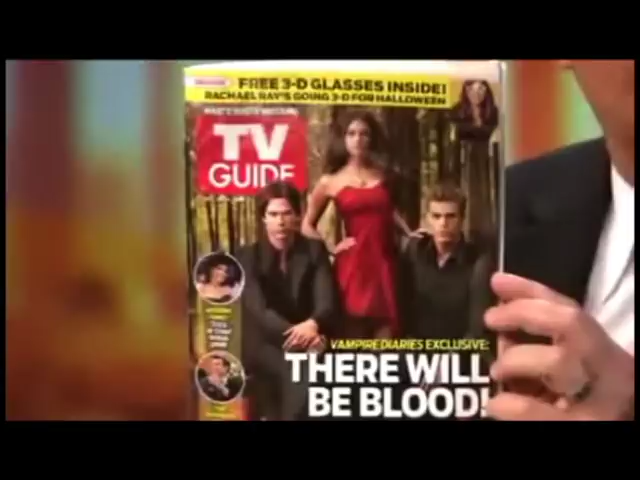 FREE 3-D GLASSES INSIDE!
RACHAEL RAY'S GOING 3-D FOR HALLOWEEN
TV
GUIDE
VAMPIRE DIARIES EXCLUSIVE:
THERE WILL
BE BLOOD!